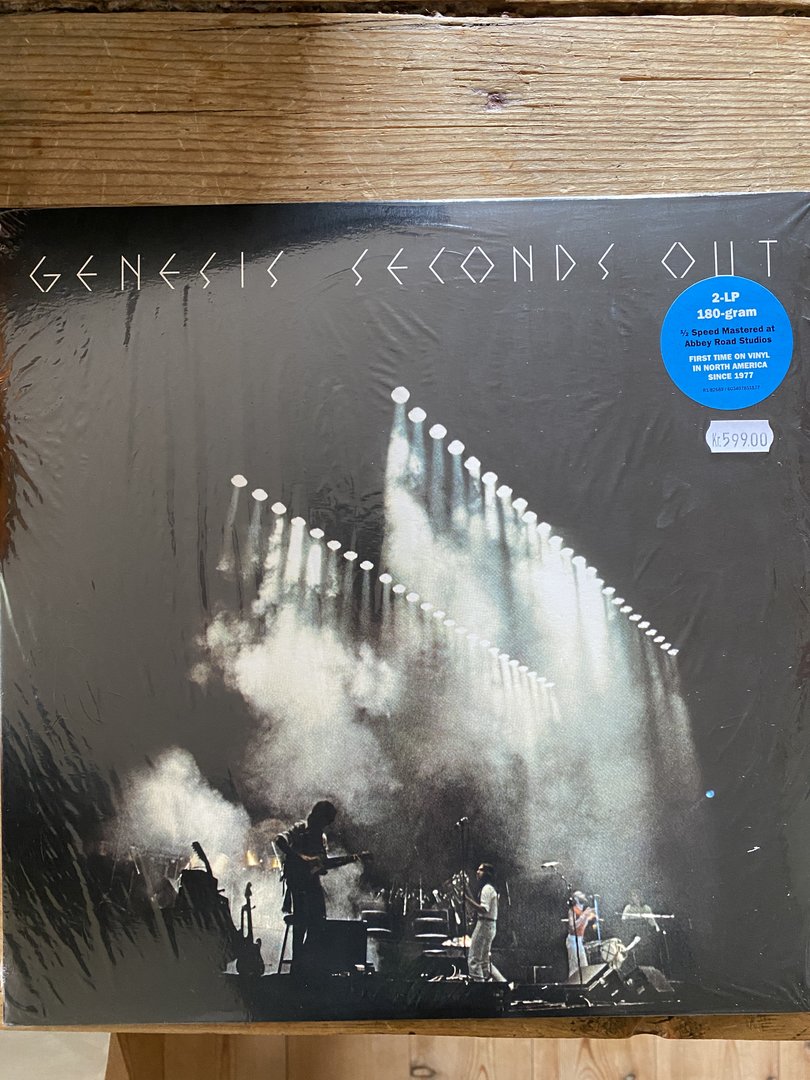 GENESIS SECONDS OUT
2-LP
180-gram
½ Speed Mastered at
Abbey Road Studios
FIRST TIME ON VINYL
IN NORTH AMERICA
SINCE 1977
Kr.599.00